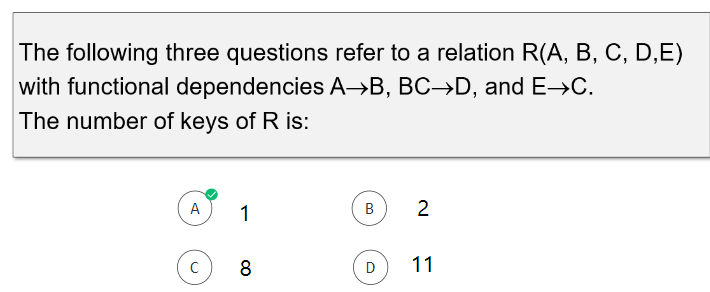 The following three questions refer to a relation R(A, B, C, D,E)
with functional dependencies A→B, BC→D, and E→C.
The number of keys of R is:
A 1
B 2
C 8
D 11